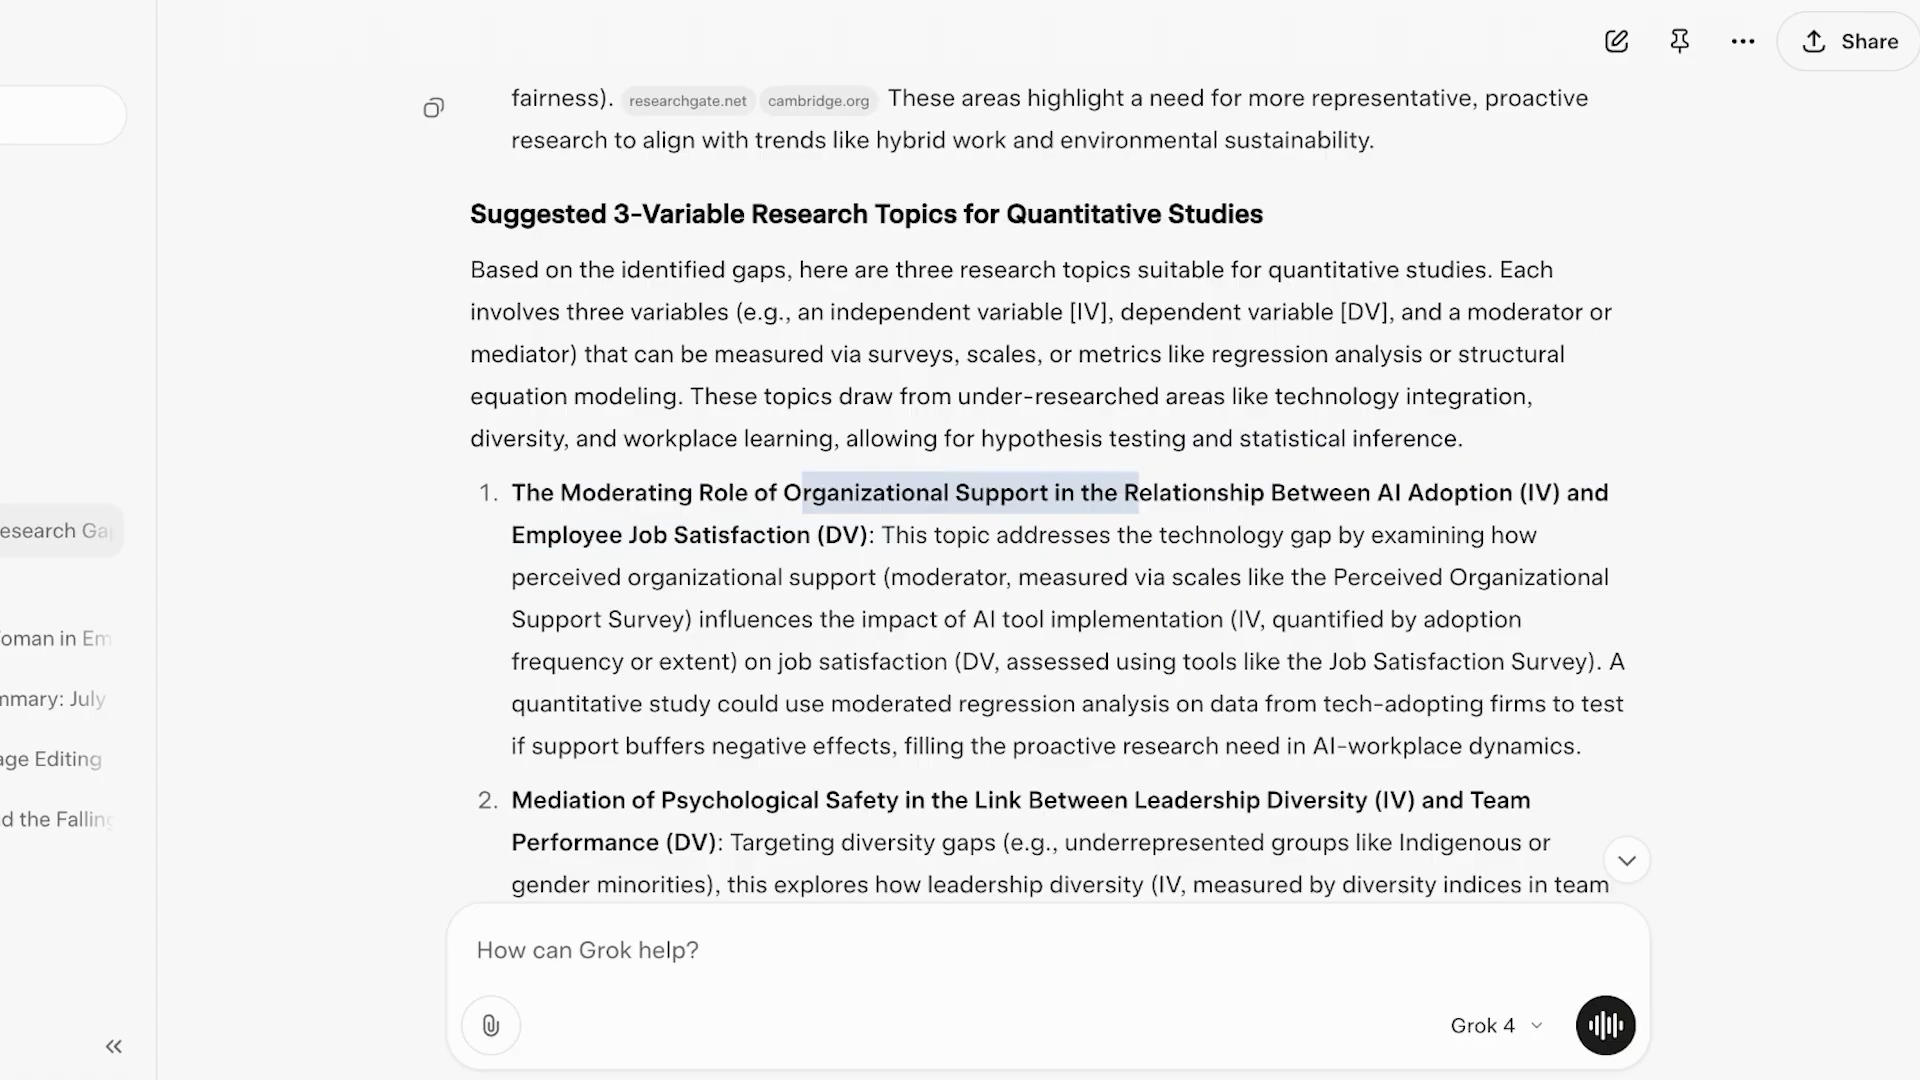 Share
fairness). researchgate.net cambridge.org These areas highlight a need for more representative, proactive
research to align with trends like hybrid work and environmental sustainability.
Suggested 3-Variable Research Topics for Quantitative Studies
Based on the identified gaps, here are three research topics suitable for quantitative studies. Each
involves three variables (e.g., an independent variable [IV], dependent variable [DV], and a moderator or
mediator) that can be measured via surveys, scales, or metrics like regression analysis or structural
equation modeling. These topics draw from under-researched areas like technology integration,
diversity, and workplace learning, allowing for hypothesis testing and statistical inference.
1. The Moderating Role of Organizational Support in the Relationship Between AI Adoption (IV) and
Employee Job Satisfaction (DV): This topic addresses the technology gap by examining how
perceived organizational support (moderator, measured via scales like the Perceived Organizational
Support Survey) influences the impact of AI tool implementation (IV, quantified by adoption
frequency or extent) on job satisfaction (DV, assessed using tools like the Job Satisfaction Survey). A
quantitative study could use moderated regression analysis on data from tech-adopting firms to test
if support buffers negative effects, filling the proactive research need in AI-workplace dynamics.
2. Mediation of Psychological Safety in the Link Between Leadership Diversity (IV) and Team
Performance (DV): Targeting diversity gaps (e.g., underrepresented groups like Indigenous or
gender minorities), this explores how leadership diversity (IV, measured by diversity indices in team
esearch Ga
oman in Em
mmary: July
age Editing
d the Falling
How can Grok help?
Grok 4